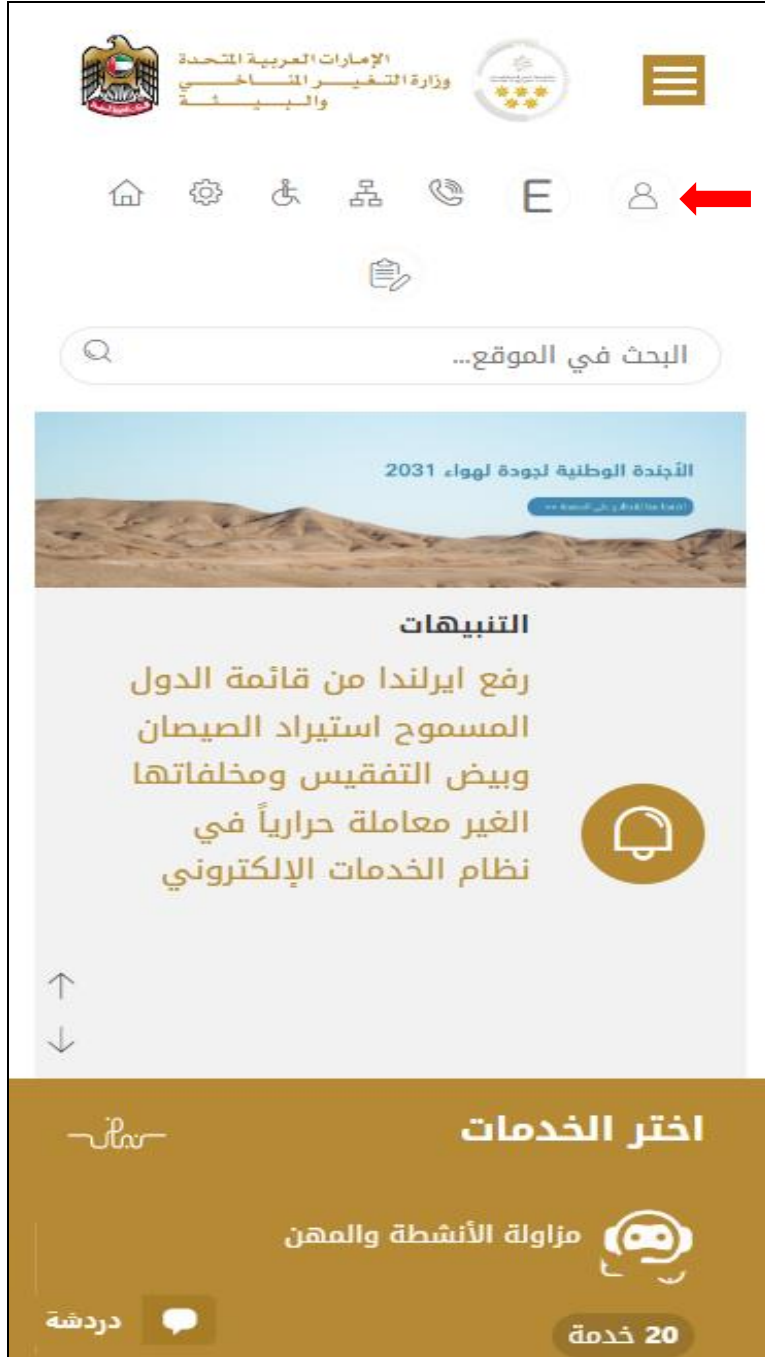 الإمارات العربية المتحدة
وزارة التغير المناخي
والبيئة
E
البحث في الموقع...
الأجندة الوطنية لجودة لهواء 2031
التنبيهات
رفع ايرلندا من قائمة الدول
المسموح استيراد الصيصان
وبيض التفقيس ومخلفاتها
الغير معاملة حرارياً في
نظام الخدمات الإلكتروني
اختر الخدمات
مزاولة الأنشطة والمهن
20 خدمة
دردشة